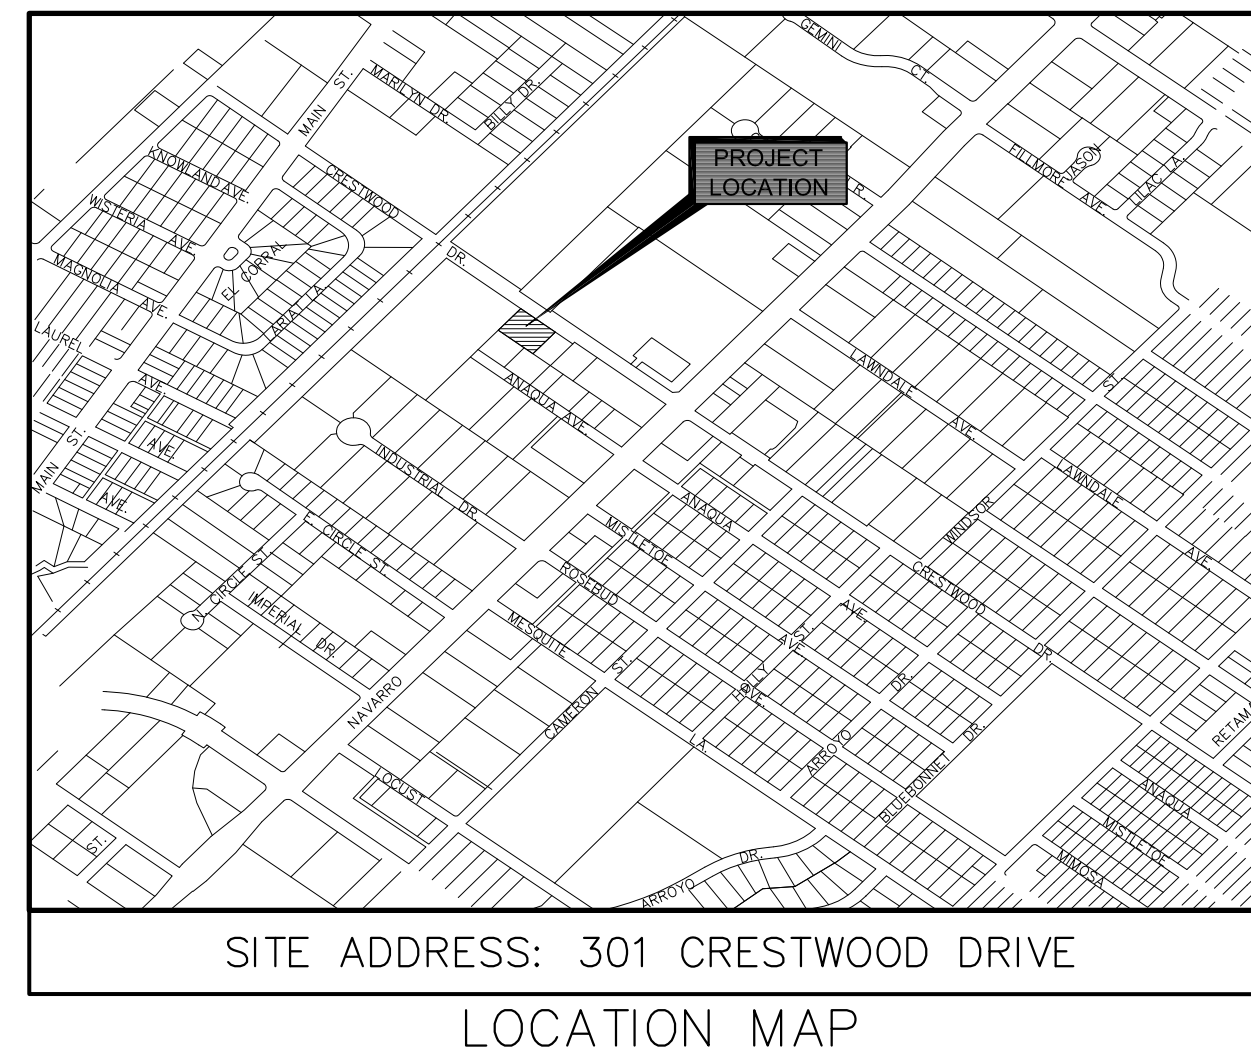 GEMINI CT.
MARILYN DR.
BILLY DR.
MAIN ST.
KNOWLAND AVE.
CRESTWOOD DR.
WISTERIA AVE.
MAGNOLIA AVE.
EL CORRAL
LARIAT LA.
LAUREL AVE.
AVE.
AVE.
MAIN ST.
PROJECT
LOCATION
R.
FILLMORE AVE.
JASON
LILAC LA.
ST
LAWNDALE AVE.
LAWNDALE AVE.
WINDSOR
ANAQUA AVE.
INDUSTRIAL DR.
E. CIRCLE ST.
N. CIRCLE ST.
IMPERIAL DR.
NAVARRO
ANAQUA AVE.
MISTLETOE AVE.
ROSEBUD AVE.
MESQUITE LA.
CRESTWOOD DR.
CAMERON ST.
HOLLY ST.
ARROYO DR.
BLUEBONNET DR.
LOCUST
ST.
ARROYO DR.
RETAMA
ANAQUA
MISTLETOE
MIMOSA
SITE ADDRESS: 301 CRESTWOOD DRIVE
LOCATION MAP